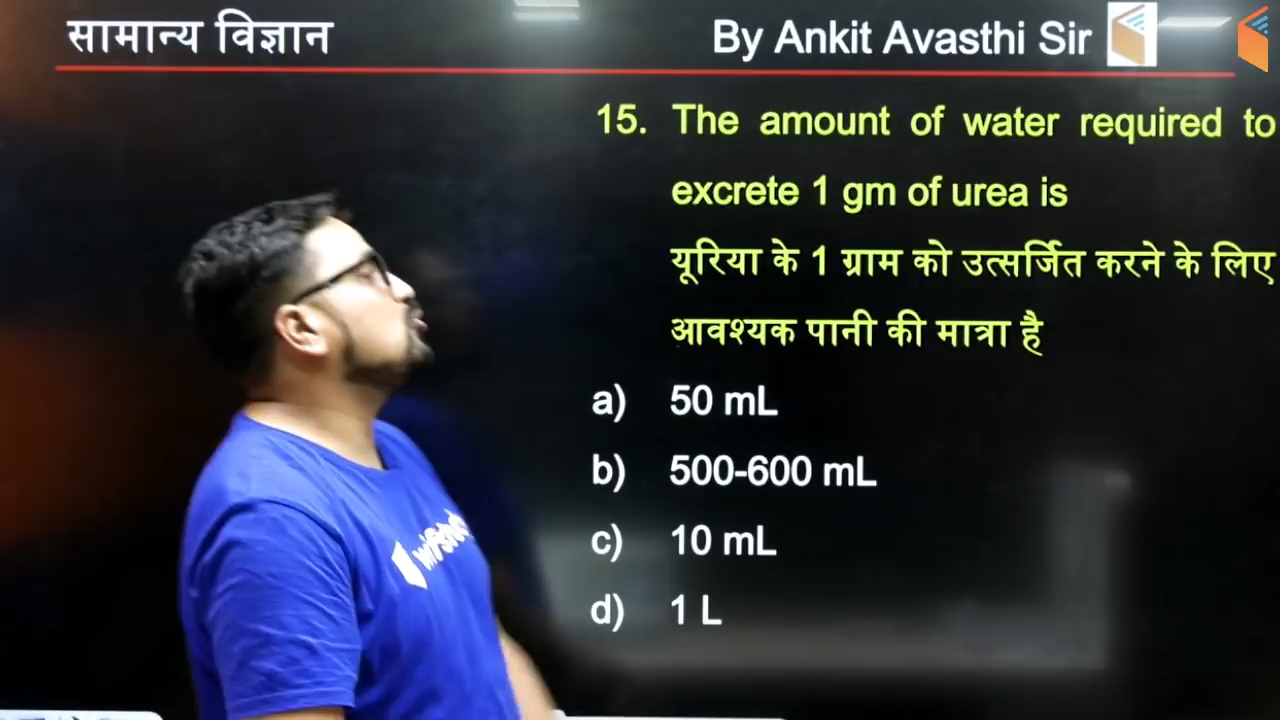 सामान्य विज्ञान
By Ankit Avasthi Sir
15. The amount of water required to
excrete 1 gm of urea is
यूरिया के 1 ग्राम को उत्सर्जित करने के लिए
आवश्यक पानी की मात्रा है
a) 50 mL
b) 500-600 mL
c) 10 mL
d) 1 L